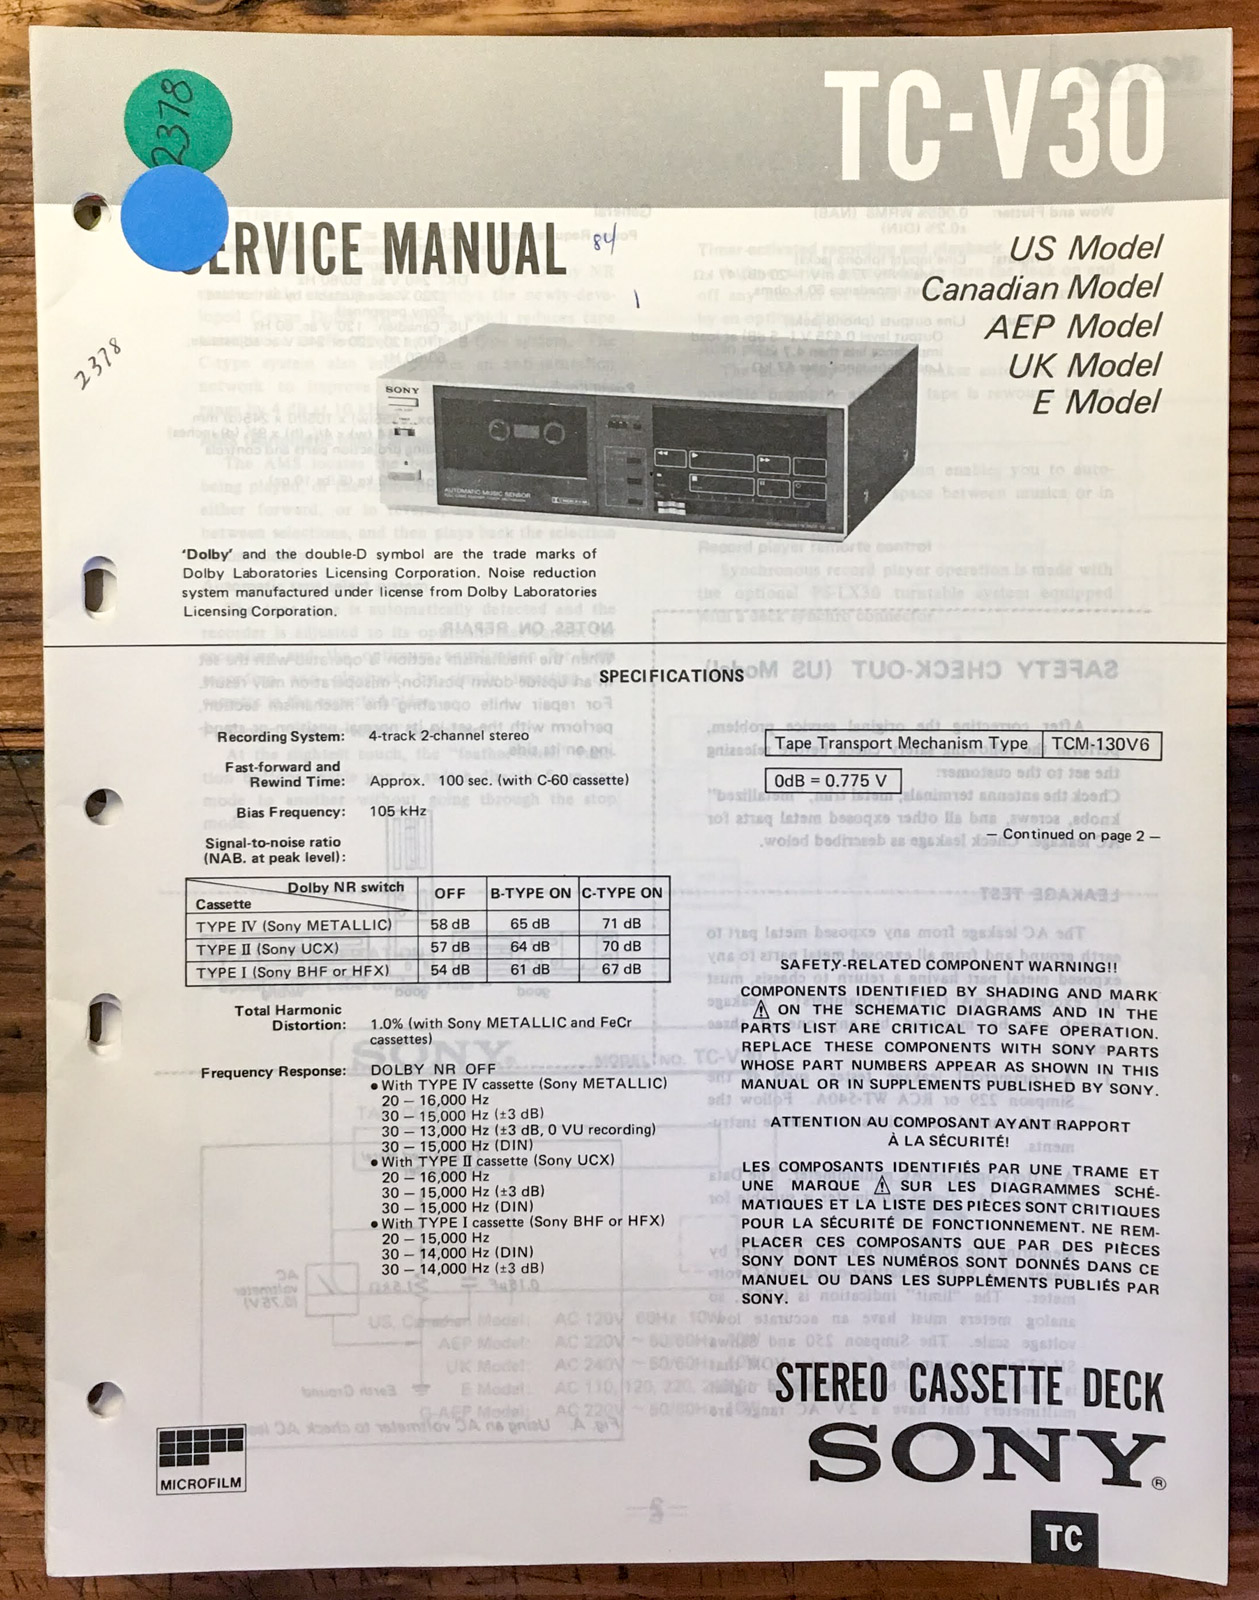 TC-V30
2378
SERVICE MANUAL
84
US Model
Canadian Model
AEP Model
UK Model
E Model
2378
SONY
AUTOMATIC MUSIC SENSOR
'Dolby' and the double-D symbol are the trade marks of
Dolby Laboratories Licensing Corporation. Noise reduction
system manufactured under license from Dolby Laboratories
Licensing Corporation.
SPECIFICATIONS
Recording System: 4-track 2-channel stereo
Fast-forward and
Rewind Time: Approx. 100 sec. (with C-60 cassette)
Bias Frequency: 105 kHz
Signal-to-noise ratio
(NAB. at peak level):
Dolby NR switch
Cassette OFF B-TYPE ON C-TYPE ON
TYPE IV (Sony METALLIC) 58 dB 65 dB 71 dB
TYPE II (Sony UCX) 57 dB 64 dB 70 dB
TYPE I (Sony BHF or HFX) 54 dB 61 dB 67 dB
Total Harmonic
Distortion: 1.0% (with Sony METALLIC and FeCr
cassettes)
Frequency Response: DOLBY NR OFF
● With TYPE IV cassette (Sony METALLIC)
20 – 16,000 Hz
30 – 15,000 Hz (±3 dB)
30 – 13,000 Hz (±3 dB, 0 VU recording)
30 – 15,000 Hz (DIN)
● With TYPE II cassette (Sony UCX)
20 – 16,000 Hz
30 – 15,000 Hz (±3 dB)
30 – 15,000 Hz (DIN)
● With TYPE I cassette (Sony BHF or HFX)
20 – 15,000 Hz
30 – 14,000 Hz (DIN)
30 – 14,000 Hz (±3 dB)
Tape Transport Mechanism Type TCM-130V6
0dB = 0.775 V
— Continued on page 2 —
SAFETY-RELATED COMPONENT WARNING!!
COMPONENTS IDENTIFIED BY SHADING AND MARK
⚠ ON THE SCHEMATIC DIAGRAMS AND IN THE
PARTS LIST ARE CRITICAL TO SAFE OPERATION.
REPLACE THESE COMPONENTS WITH SONY PARTS
WHOSE PART NUMBERS APPEAR AS SHOWN IN THIS
MANUAL OR IN SUPPLEMENTS PUBLISHED BY SONY.
ATTENTION AU COMPOSANT AYANT RAPPORT
À LA SÉCURITÉ!
LES COMPOSANTS IDENTIFIÉS PAR UNE TRAME ET
UNE MARQUE ⚠ SUR LES DIAGRAMMES SCHÉ-
MATIQUES ET LA LISTE DES PIÈCES SONT CRITIQUES
POUR LA SÉCURITÉ DE FONCTIONNEMENT. NE REM-
PLACER CES COMPOSANTS QUE PAR DES PIÈCES
SONY DONT LES NUMÉROS SONT DONNÉS DANS CE
MANUEL OU DANS LES SUPPLÉMENTS PUBLIÉS PAR
SONY.
STEREO CASSETTE DECK
SONY®
MICROFILM
TC